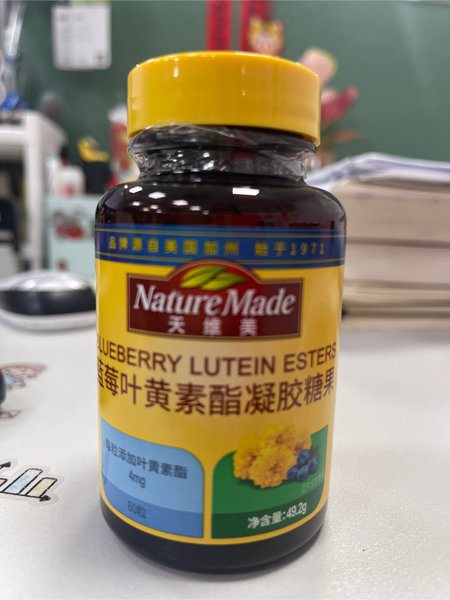 品牌源自美国加州 始于1971
Nature Made
天维美
BLUEBERRY LUTEIN ESTERS
蓝莓叶黄素酯凝胶糖果
每粒添加叶黄素酯
4mg
60粒
净含量:49.2g